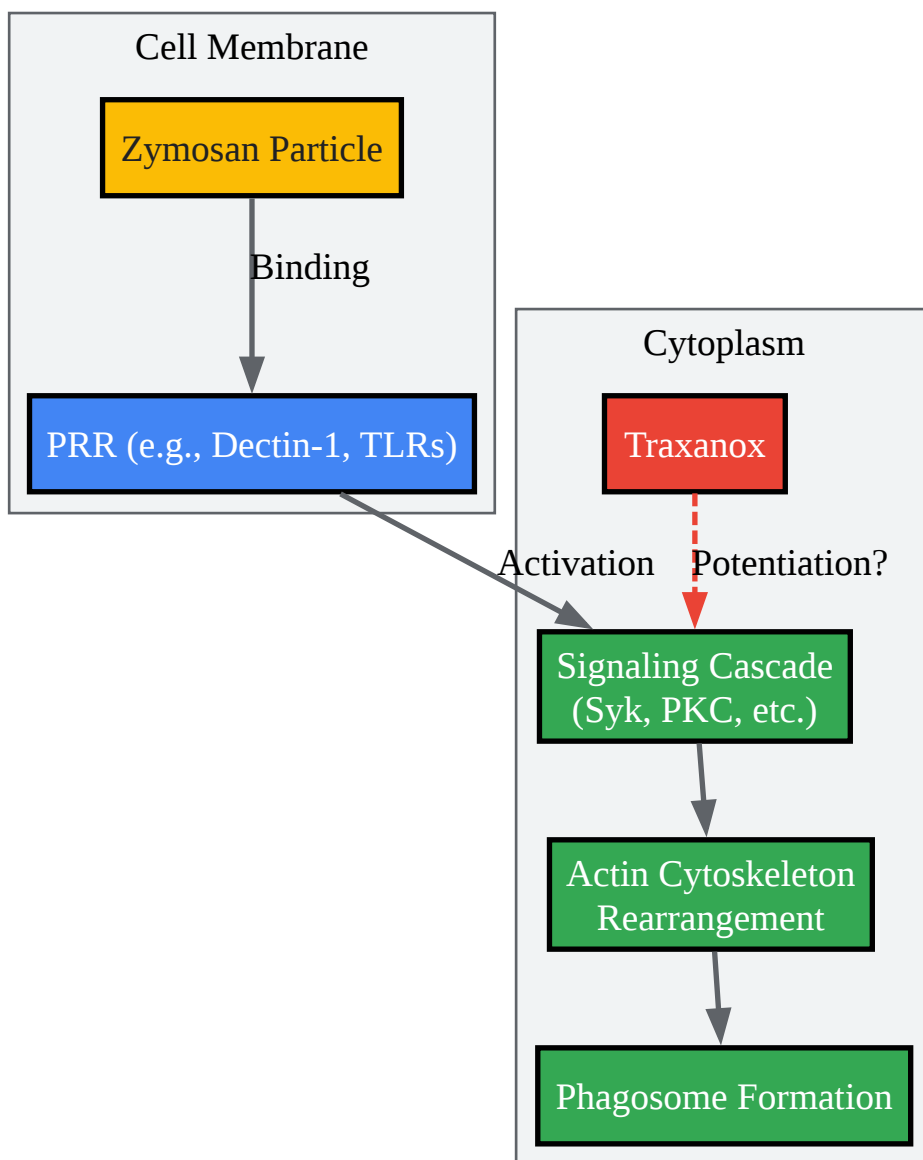 Cell Membrane
Zymosan Particle
Binding
PRR (e.g., Dectin-1, TLRs)
Cytoplasm
Traxanox
Activation
Potentiation?
Signaling Cascade
(Syk, PKC, etc.)
Actin Cytoskeleton
Rearrangement
Phagosome Formation